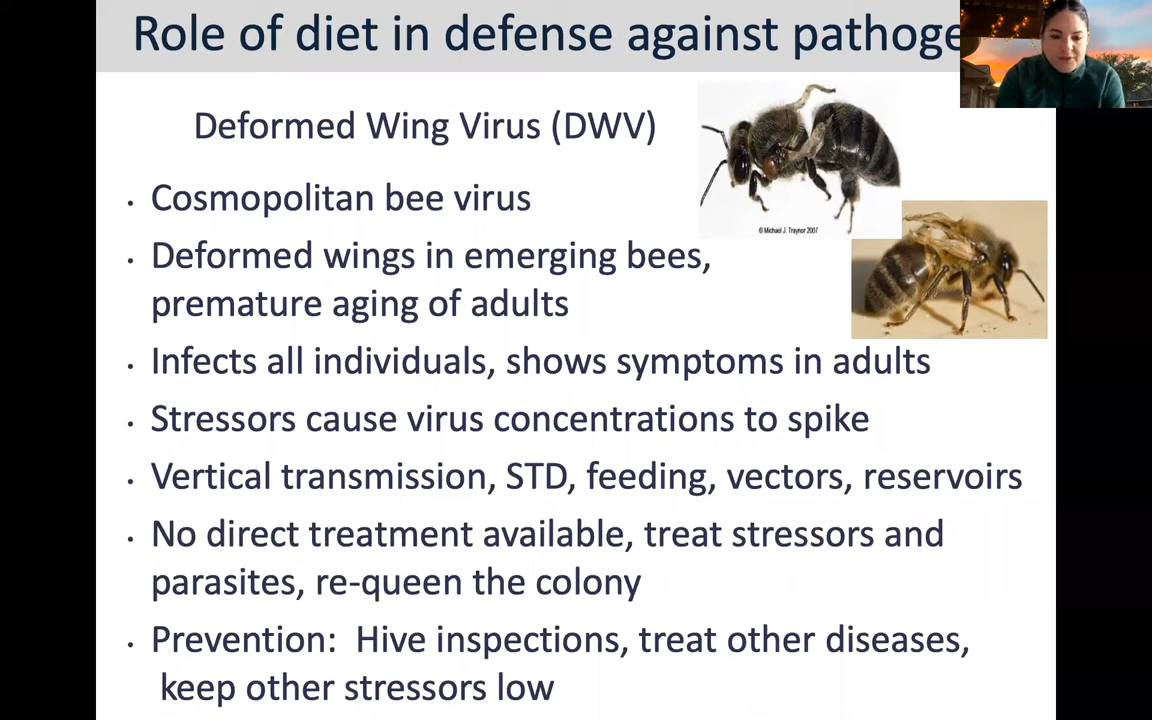 Role of diet in defense against
Deformed Wing Virus (DWV)
© Michael J. Traynor 2007
• Cosmopolitan bee virus
• Deformed wings in emerging bees,
premature aging of adults
• Infects all individuals, shows symptoms in adults
• Stressors cause virus concentrations to spike
• Vertical transmission, STD, feeding, vectors, reservoirs
• No direct treatment available, treat stressors and
parasites, re-queen the colony
• Prevention: Hive inspections, treat other diseases,
keep other stressors low